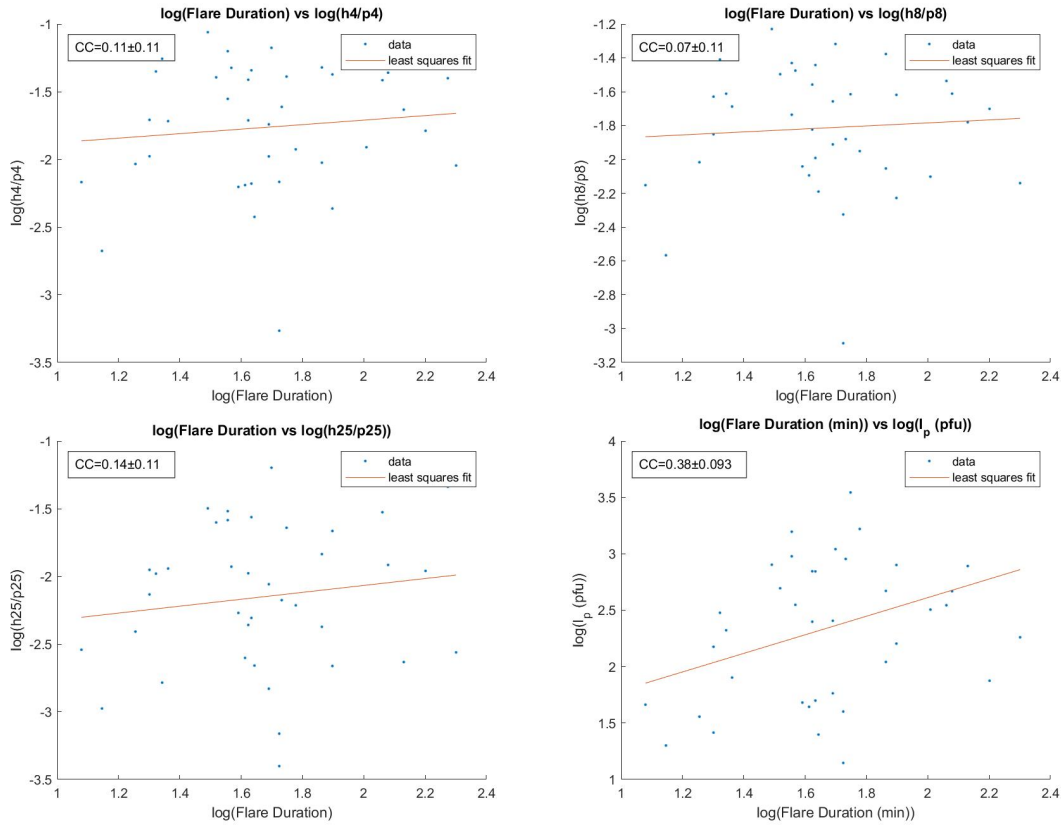 log(Flare Duration) vs log(h4/p4)
CC=0.11±0.11
data
least squares fit
-1
-1.5
-2
-2.5
-3
-3.5
log(h4/p4)
1 1.2 1.4 1.6 1.8 2 2.2 2.4
log(Flare Duration)
log(Flare Duration) vs log(h8/p8)
CC=0.07±0.11
data
least squares fit
-1.2
-1.4
-1.6
-1.8
-2
-2.2
-2.4
-2.6
-2.8
-3
-3.2
log(h8/p8)
1 1.2 1.4 1.6 1.8 2 2.2 2.4
log(Flare Duration)
log(Flare Duration vs log(h25/p25))
CC=0.14±0.11
data
least squares fit
-1
-1.5
-2
-2.5
-3
-3.5
log(h25/p25)
1 1.2 1.4 1.6 1.8 2 2.2 2.4
log(Flare Duration)
log(Flare Duration (min)) vs log(I_p (pfu))
CC=0.38±0.093
data
least squares fit
4
3.5
3
2.5
2
1.5
1
log(I_p (pfu))
1 1.2 1.4 1.6 1.8 2 2.2 2.4
log(Flare Duration (min))